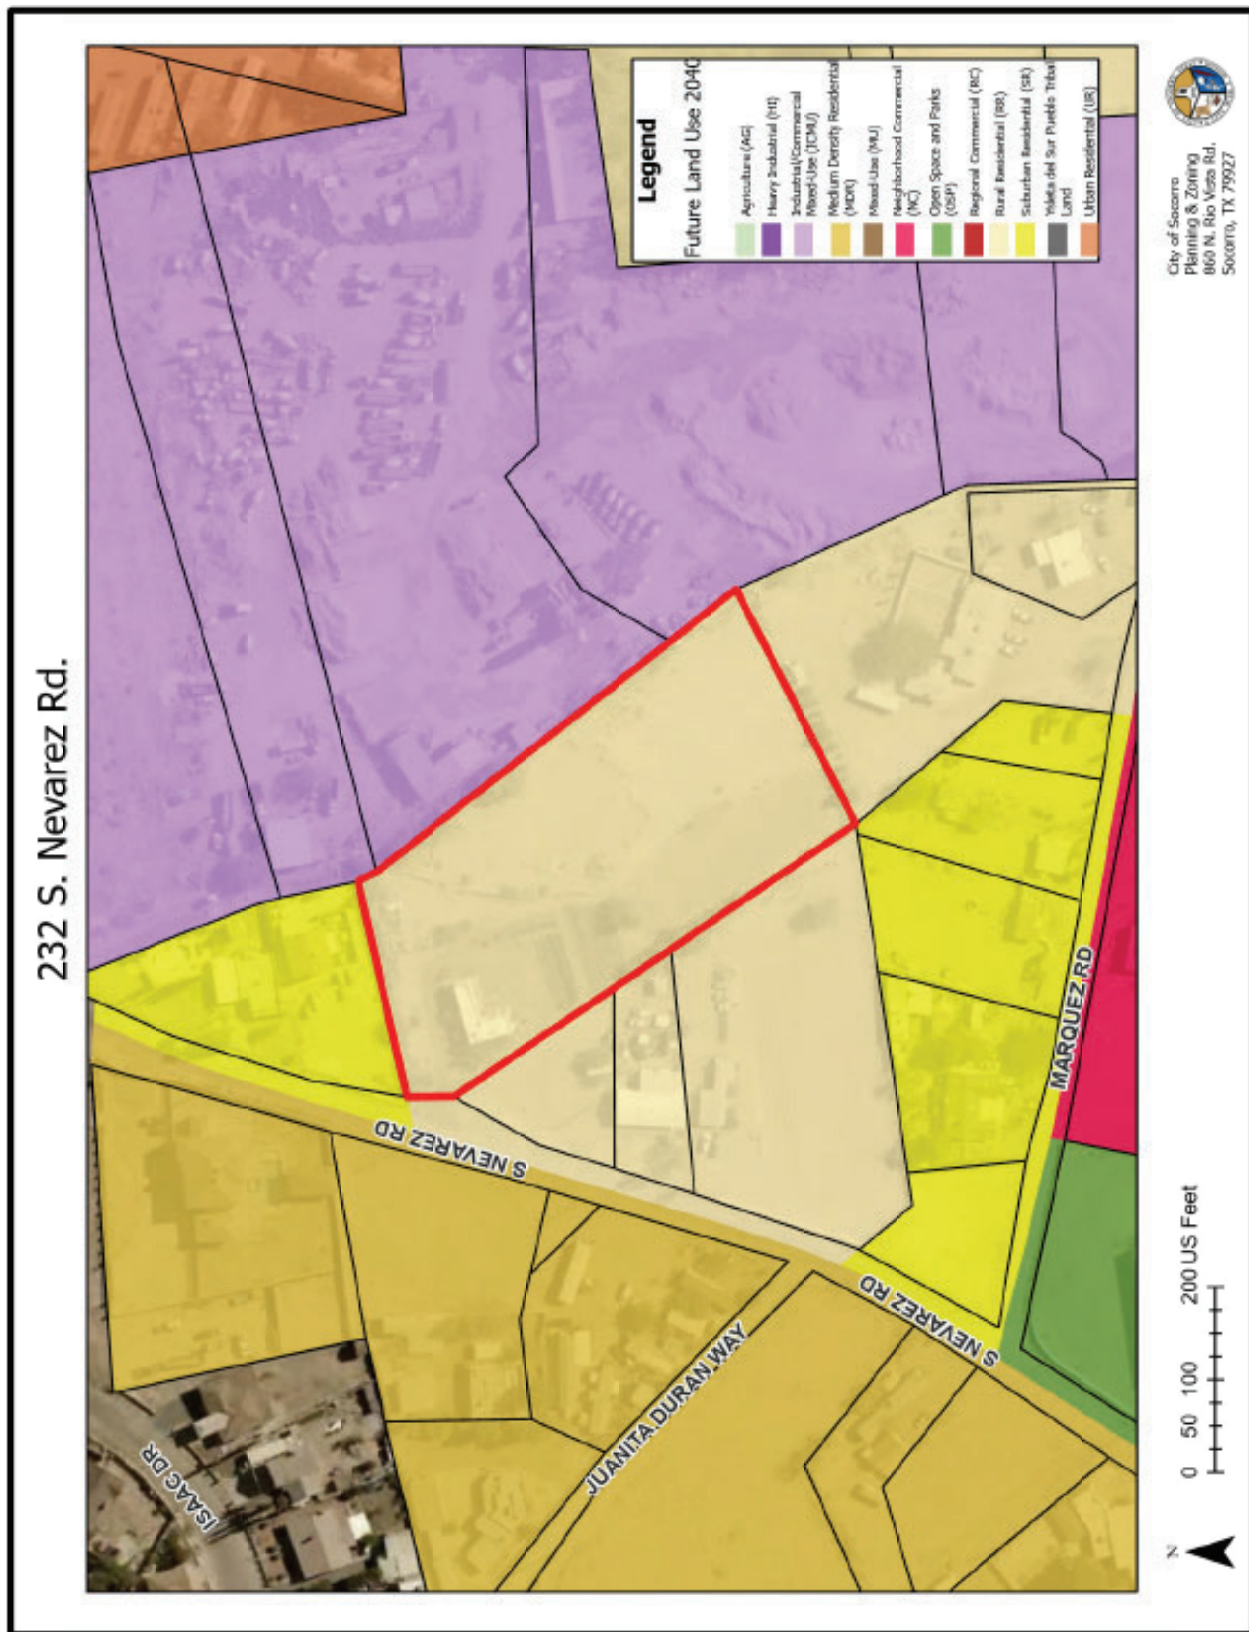 232 S. Nevarez Rd.
Legend
Future Land Use 2040
Agriculture (AG)
Heavy Industrial (HI)
Industrial/Commercial
Mixed-Use (ICMU)
Medium Density Residential
(MDR)
Mixed-Use (MU)
Neighborhood Commercial
(NC)
Open Space and Parks
(OSP)
Regional Commercial (RC)
Rural Residential (RR)
Suburban Residential (SR)
Ysleta del Sur Pueblo Tribal
Land
Urban Residential (UR)
ISAAC DR
S NEVAREZ RD
JUANITA DURAN WAY
S NEVAREZ RD
MARQUEZ RD
N
0 50 100 200 US Feet
City of Socorro
Planning & Zoning
860 N. Rio Vista Rd.
Socorro, TX 79927